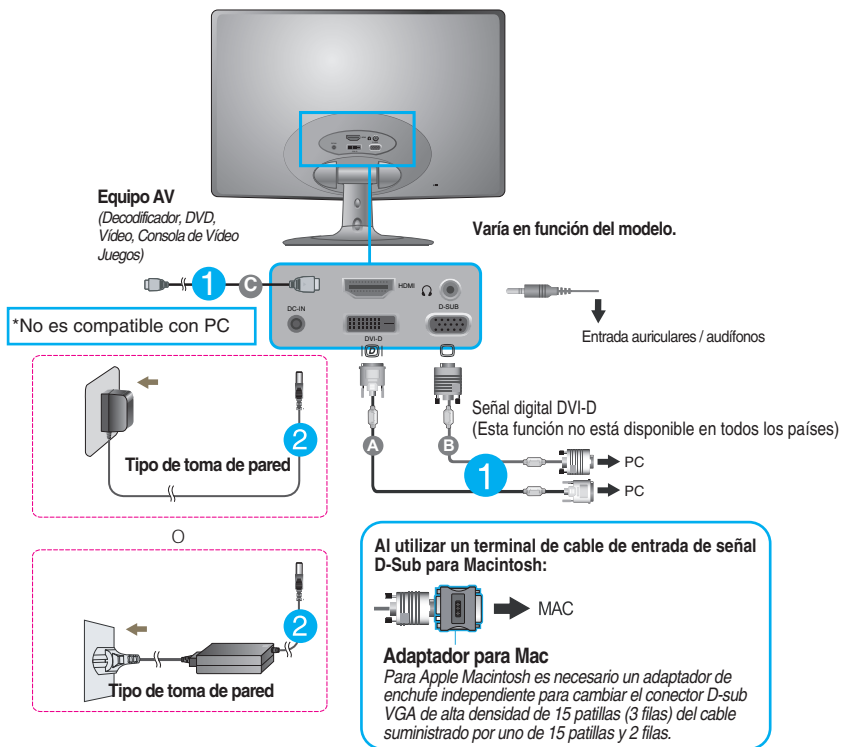 Equipo AV
(Decodificador, DVD,
Vídeo, Consola de Vídeo
Juegos)
Varía en función del modelo.
1
C
HDMI
DC-IN
D-SUB
DVI-D
D
*No es compatible con PC
Entrada auriculares / audífonos
Señal digital DVI-D
(Esta función no está disponible en todos los países)
A
B
1
PC
PC
2
Tipo de toma de pared
O
2
Tipo de toma de pared
Al utilizar un terminal de cable de entrada de señal
D-Sub para Macintosh:
MAC
Adaptador para Mac
Para Apple Macintosh es necesario un adaptador de
enchufe independiente para cambiar el conector D-sub
VGA de alta densidad de 15 patillas (3 filas) del cable
suministrado por uno de 15 patillas y 2 filas.